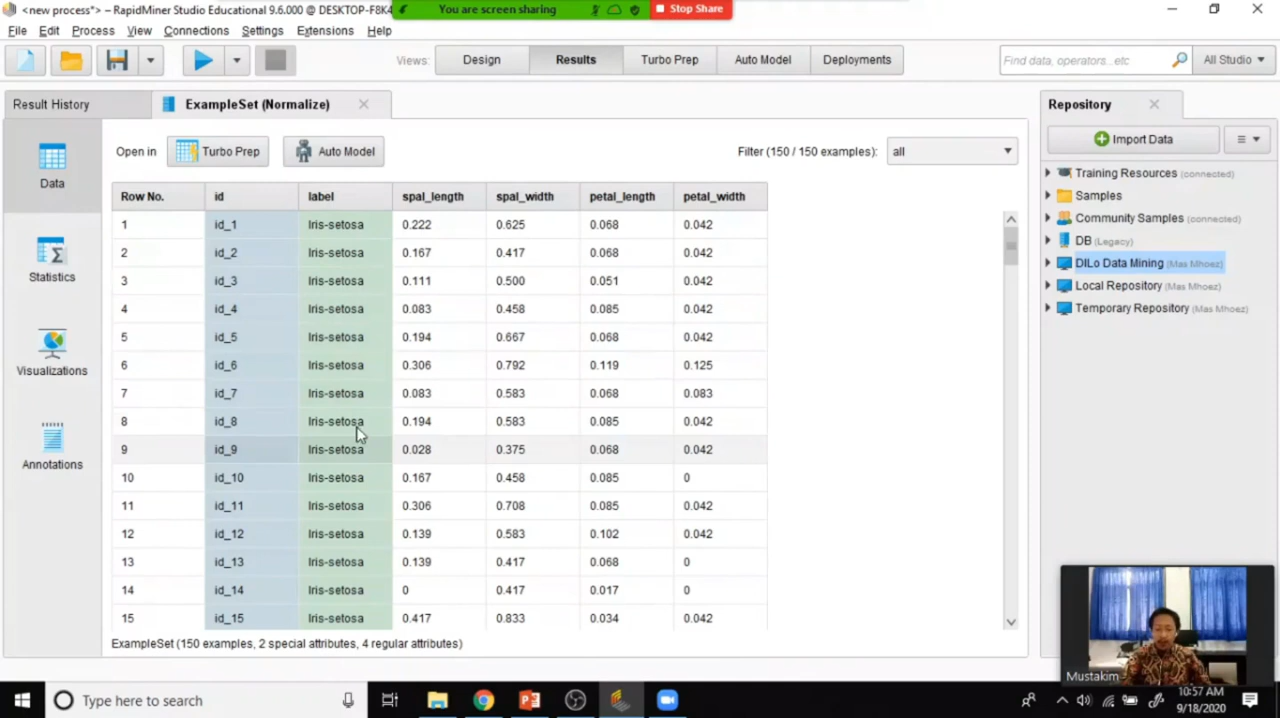 <new process*> – RapidMiner Studio Educational 9.6.000 @ DESKTOP-F8K4
You are screen sharing
Stop Share
File Edit Process View Connections Settings Extensions Help
Views: Design Results Turbo Prep Auto Model Deployments
Find data, operators...etc
All Studio
Result History
ExampleSet (Normalize)
Repository
Data
Open in Turbo Prep Auto Model
Filter (150 / 150 examples): all
Import Data
Training Resources (connected)
Samples
Community Samples (connected)
DB (Legacy)
DILo Data Mining (Mas Mhoez)
Local Repository (Mas Mhoez)
Temporary Repository (Mas Mhoez)
Statistics
Visualizations
Annotations
Row No. id label spal_length spal_width petal_length petal_width
1 id_1 Iris-setosa 0.222 0.625 0.068 0.042
2 id_2 Iris-setosa 0.167 0.417 0.068 0.042
3 id_3 Iris-setosa 0.111 0.500 0.051 0.042
4 id_4 Iris-setosa 0.083 0.458 0.085 0.042
5 id_5 Iris-setosa 0.194 0.667 0.068 0.042
6 id_6 Iris-setosa 0.306 0.792 0.119 0.125
7 id_7 Iris-setosa 0.083 0.583 0.068 0.083
8 id_8 Iris-setosa 0.194 0.583 0.085 0.042
9 id_9 Iris-setosa 0.028 0.375 0.068 0.042
10 id_10 Iris-setosa 0.167 0.458 0.085 0
11 id_11 Iris-setosa 0.306 0.708 0.085 0.042
12 id_12 Iris-setosa 0.139 0.583 0.102 0.042
13 id_13 Iris-setosa 0.139 0.417 0.068 0
14 id_14 Iris-setosa 0 0.417 0.017 0
15 id_15 Iris-setosa 0.417 0.833 0.034 0.042
ExampleSet (150 examples, 2 special attributes, 4 regular attributes)
Mustakim
Type here to search
10:57 AM
9/18/2020